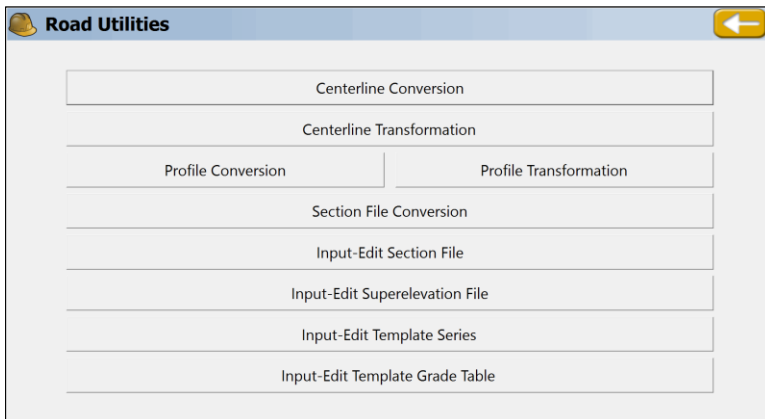 Road Utilities
Centerline Conversion
Centerline Transformation
Profile Conversion Profile Transformation
Section File Conversion
Input-Edit Section File
Input-Edit Superelevation File
Input-Edit Template Series
Input-Edit Template Grade Table